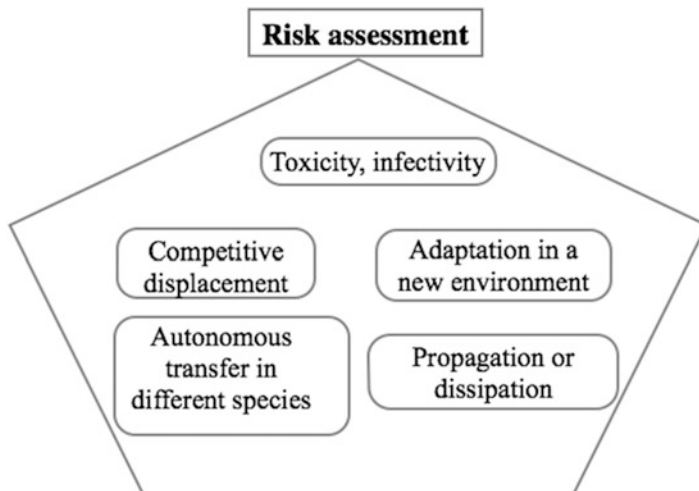 Risk assessment
Toxicity, infectivity
Competitive
displacement
Adaptation in a
new environment
Autonomous
transfer in
different species
Propagation or
dissipation